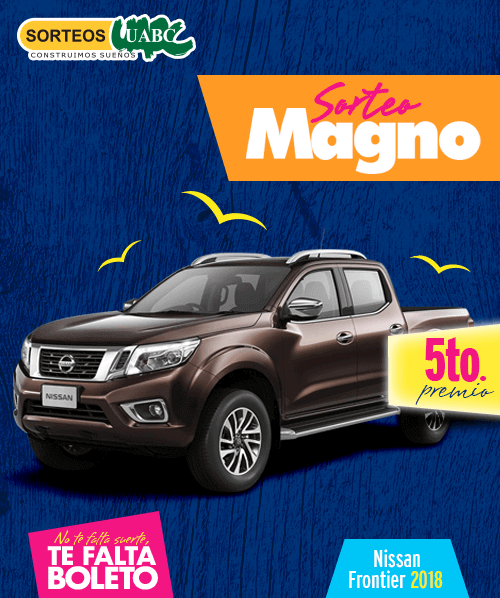 SORTEOS UABC
CONSTRUIMOS SUEÑOS
Sorteo
Magno
5to.
premio
NISSAN
NISSAN
No te falta suerte,
TE FALTA
BOLETO
Nissan
Frontier 2018